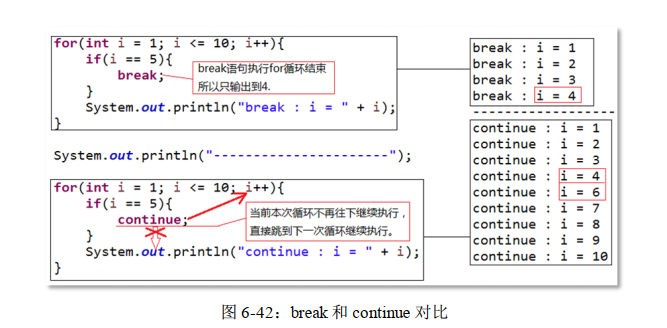 for(int i = 1; i <= 10; i++){
if(i == 5){
break;
break语句执行for循环结束
所以只输出到4.
}
System.out.println("break : i = " + i);
}
break : i = 1
break : i = 2
break : i = 3
break : i = 4
System.out.println("----------------------");
for(int i = 1; i <= 10; i++){
if(i == 5){
continue;
当前本次循环不再往下继续执行，
直接跳到下一次循环继续执行。
}
System.out.println("continue : i = " + i);
}
continue : i = 1
continue : i = 2
continue : i = 3
continue : i = 4
continue : i = 6
continue : i = 7
continue : i = 8
continue : i = 9
continue : i = 10
图 6-42：break 和 continue 对比